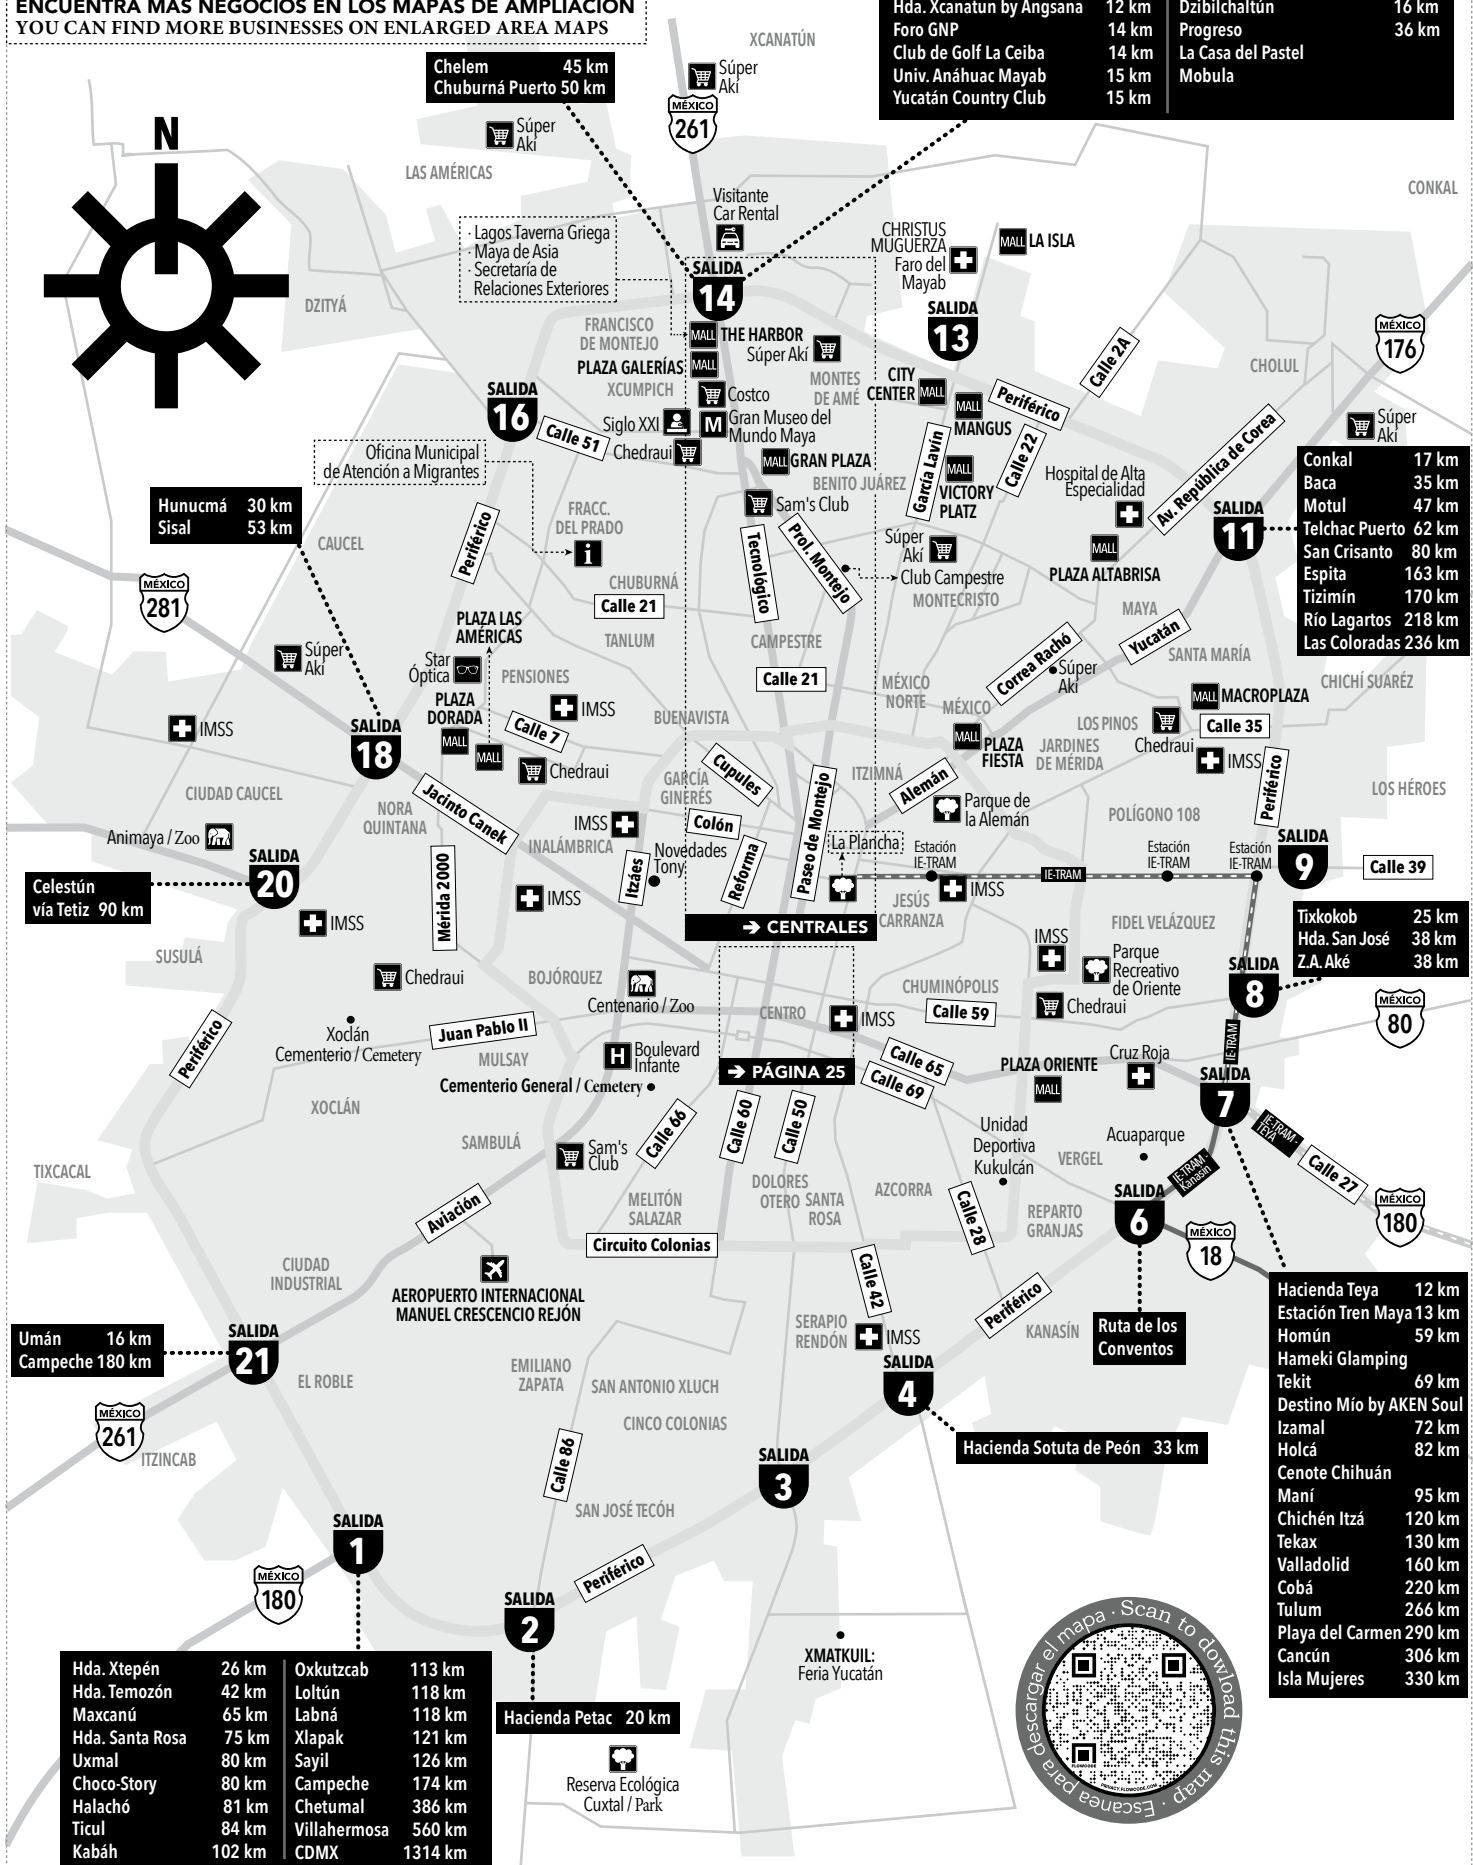 ENCUENTRA MÁS NEGOCIOS EN LOS MAPAS DE AMPLIACIÓN
YOU CAN FIND MORE BUSINESSES ON ENLARGED AREA MAPS
Hda. Xcanatun by Angsana 12 km
Foro GNP 14 km
Club de Golf La Ceiba 14 km
Univ. Anáhuac Mayab 15 km
Yucatán Country Club 15 km
Dzibilchaltún 16 km
Progreso 36 km
La Casa del Pastel
Mobula
XCANATÚN
Chelem 45 km
Chuburná Puerto 50 km
Súper
Akí
MÉXICO
261
Súper
Akí
N
LAS AMÉRICAS
CONKAL
Visitante
Car Rental
· Lagos Taverna Griega
· Maya de Asia
· Secretaría de
Relaciones Exteriores
CHRISTUS
MUGUERZA
Faro del
Mayab
MALL LA ISLA
SALIDA
14
DZITYÁ
SALIDA
13
FRANCISCO
DE MONTEJO
MALL THE HARBOR
Súper Akí
MÉXICO
176
Calle 2A
PLAZA GALERÍAS MALL
XCUMPICH
MONTES
DE AMÉ
CITY
CENTER MALL
CHOLUL
SALIDA
16
Costco
Periférico
MALL
MANGUS
Siglo XXI
M Gran Museo del
Mundo Maya
Calle 51
Chedraui
Súper
Akí
Oficina Municipal
de Atención a Migrantes
MALL GRAN PLAZA
BENITO JUÁREZ
García Lavín
MALL
VICTORY
PLATZ
Calle 22
Hospital de Alta
Especialidad
Av. República de Corea
Conkal 17 km
Baca 35 km
Motul 47 km
Telchac Puerto 62 km
San Crisanto 80 km
Espita 163 km
Tizimín 170 km
Río Lagartos 218 km
Las Coloradas 236 km
SALIDA
11
Hunucmá 30 km
Sisal 53 km
FRACC.
DEL PRADO
i
Sam's Club
Periférico
CAUCEL
Tecnológico
Prol. Montejo
Súper
Akí
Club Campestre
MONTECRISTO
MALL
PLAZA ALTABRISA
MÉXICO
281
CHUBURNÁ
Calle 21
MAYA
PLAZA LAS
AMÉRICAS
TANLUM
CAMPESTRE
Yucatán
SANTA MARÍA
Súper
Akí
Star
Óptica
PENSIONES
Calle 21
Correa Rachó
Súper
Akí
CHICHÍ SUARÉZ
MÉXICO
NORTE
MÉXICO
MALL MACROPLAZA
PLAZA
DORADA
MALL
MALL
IMSS
BUENAVISTA
Calle 7
LOS PINOS
Chedraui
Calle 35
IMSS
SALIDA
18
MALL PLAZA
FIESTA
JARDINES
DE MÉRIDA
IMSS
Chedraui
GARCÍA
GINERÉS
Cupules
ITZIMNÁ
Alemán
Periférico
CIUDAD CAUCEL
LOS HÉROES
NORA
QUINTANA
Jacinto Canek
Parque de
la Alemán
POLÍGONO 108
Animaya / Zoo
IMSS
INALÁMBRICA
Colón
Paseo de Montejo
La Plancha
Estación
IE-TRAM
Estación
IE-TRAM
Estación
IE-TRAM
SALIDA
9
Calle 39
SALIDA
20
Novedades
Tony
Itzáes
Reforma
IE-TRAM
Celestún
vía Tetiz 90 km
Mérida 2000
IMSS
IMSS
JESÚS
CARRANZA
IMSS
FIDEL VELÁZQUEZ
➔ CENTRALES
Tixkokob 25 km
Hda. San José 38 km
Z.A. Aké 38 km
SUSULÁ
IMSS
Parque
Recreativo
de Oriente
SALIDA
8
Chedraui
BOJÓRQUEZ
Centenario / Zoo
CHUMINÓPOLIS
Chedraui
MÉXICO
80
Periférico
Xoclán
Cementerio / Cemetery
Juan Pablo II
CENTRO
IMSS
Calle 59
IE-TRAM
MULSAY
H Boulevard
Infante
Calle 65
Calle 69
PLAZA ORIENTE
MALL
Cruz Roja
➔ PÁGINA 25
Cementerio General / Cemetery
SALIDA
7
XOCLÁN
Calle 66
Calle 60
Calle 50
Unidad
Deportiva
Kukulcán
Acuaparque
IE-TRAM -
TEYA
SAMBULÁ
Sam's
Club
VERGEL
IE-TRAM -
Kanasín
Calle 27
TIXCACAL
DOLORES
OTERO
SANTA
ROSA
AZCORRA
Calle 28
MELITÓN
SALAZAR
Aviación
REPARTO
GRANJAS
SALIDA
6
MÉXICO
180
MÉXICO
18
Circuito Colonias
CIUDAD
INDUSTRIAL
Calle 42
AEROPUERTO INTERNACIONAL
MANUEL CRESCENCIO REJÓN
Periférico
SERAPIO
RENDÓN
IMSS
KANASÍN
Ruta de los
Conventos
Hacienda Teya 12 km
Estación Tren Maya 13 km
Homún 59 km
Hameki Glamping
Tekit 69 km
Destino Mío by AKEN Soul
Izamal 72 km
Holcá 82 km
Cenote Chihuán
Maní 95 km
Chichén Itzá 120 km
Tekax 130 km
Valladolid 160 km
Cobá 220 km
Tulum 266 km
Playa del Carmen 290 km
Cancún 306 km
Isla Mujeres 330 km
Umán 16 km
Campeche 180 km
SALIDA
21
EL ROBLE
EMILIANO
ZAPATA
SAN ANTONIO XLUCH
SALIDA
4
MÉXICO
261
ITZINCAB
CINCO COLONIAS
Hacienda Sotuta de Peón 33 km
Calle 86
SALIDA
3
SAN JOSÉ TECÓH
SALIDA
1
Periférico
MÉXICO
180
SALIDA
2
XMATKUIL:
Feria Yucatán
Hda. Xtepén 26 km
Hda. Temozón 42 km
Maxcanú 65 km
Hda. Santa Rosa 75 km
Uxmal 80 km
Choco-Story 80 km
Halachó 81 km
Ticul 84 km
Kabáh 102 km
Oxkutzcab 113 km
Loltún 118 km
Labná 118 km
Xlapak 121 km
Sayil 126 km
Campeche 174 km
Chetumal 386 km
Villahermosa 560 km
CDMX 1314 km
Hacienda Petac 20 km
Reserva Ecológica
Cuxtal / Park
Escanea para descargar el mapa · Scan to dowload this map ·
FLOWCODE
PRIVACY.FLOWCODE.COM